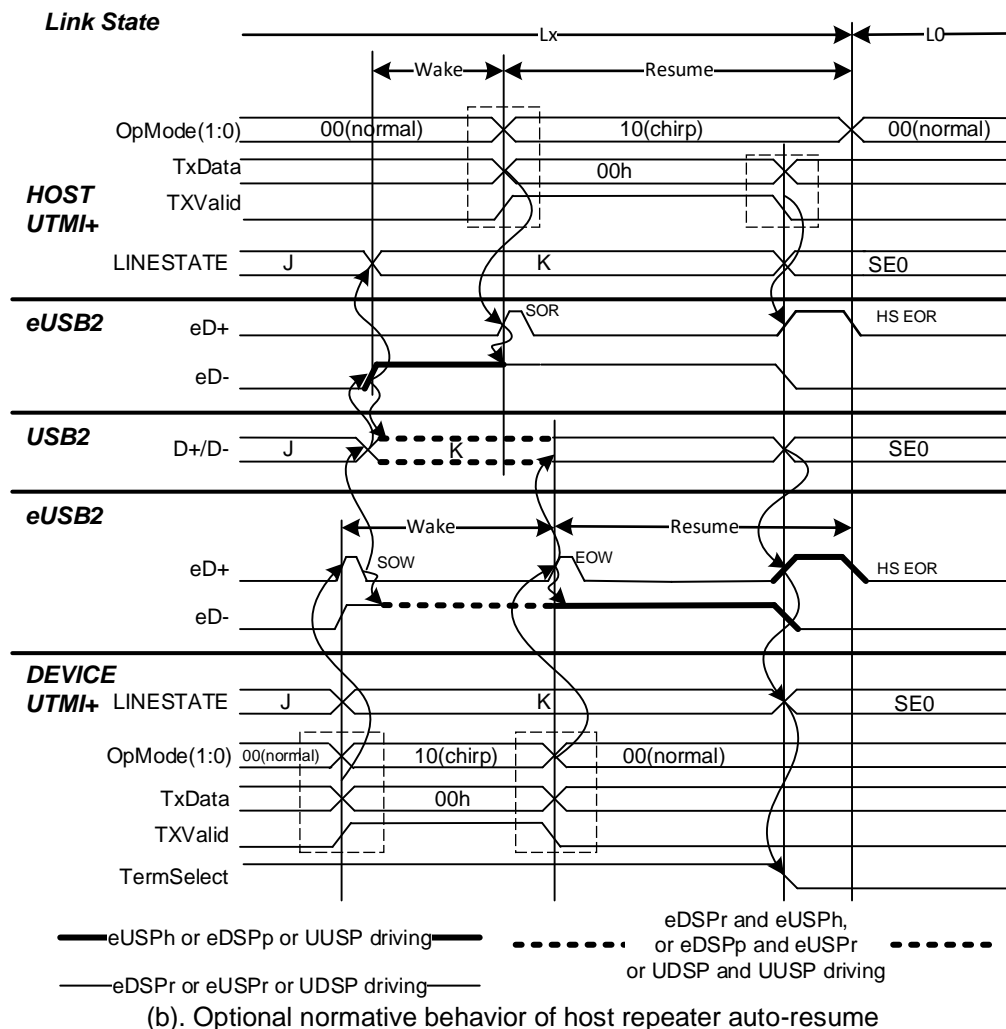 Link State
Lx
L0
Wake
Resume
OpMode(1:0)
00(normal)
10(chirp)
00(normal)
TxData
00h
HOST
UTMI+
TXValid
LINESTATE
J
K
SE0
eUSB2
eD+
SOR
HS EOR
eD-
USB2
D+/D-
J
K
SE0
eUSB2
Wake
Resume
eD+
SOW
EOW
HS EOR
eD-
DEVICE
UTMI+
LINESTATE
J
K
SE0
OpMode(1:0)
00(normal)
10(chirp)
00(normal)
TxData
00h
TXValid
TermSelect
eUSPh or eDSPp or UUSP driving
eDSPr and eUSPh,
or eDSPp and eUSPr
or UDSP and UUSP driving
eDSPr or eUSPr or UDSP driving
(b). Optional normative behavior of host repeater auto-resume